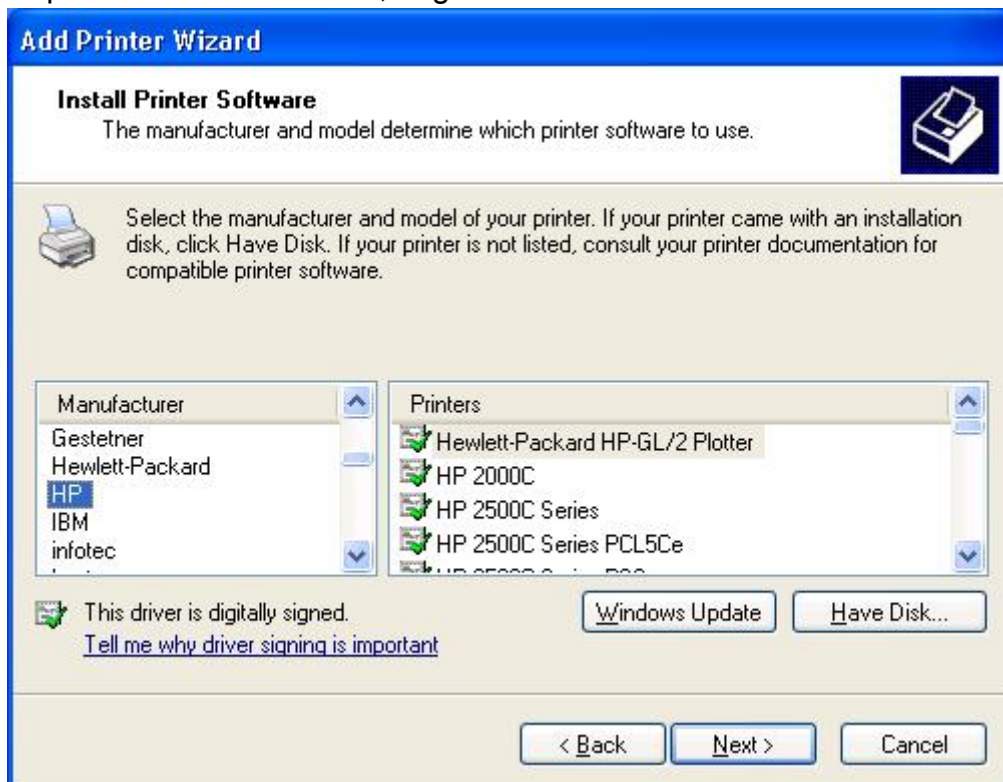 Add Printer Wizard
Install Printer Software
The manufacturer and model determine which printer software to use.
Select the manufacturer and model of your printer. If your printer came with an installation
disk, click Have Disk. If your printer is not listed, consult your printer documentation for
compatible printer software.
Manufacturer
Gestetner
Hewlett-Packard
HP
IBM
infotec
Printers
Hewlett-Packard HP-GL/2 Plotter
HP 2000C
HP 2500C Series
HP 2500C Series PCL5Ce
This driver is digitally signed.
Tell me why driver signing is important
Windows Update
Have Disk...
< Back
Next >
Cancel